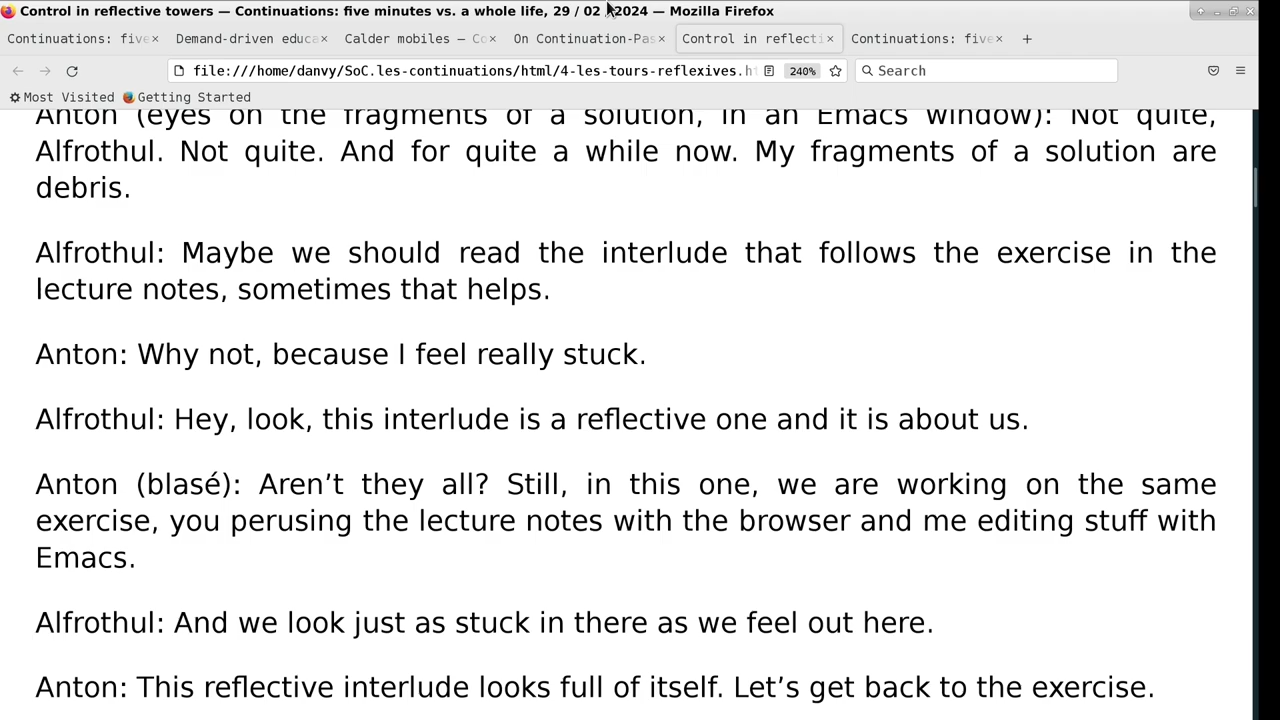 Control in reflective towers — Continuations: five minutes vs. a whole life, 29 / 02 2024 — Mozilla Firefox
Continuations: five Demand-driven educa Calder mobiles — Co On Continuation-Pas Control in reflecti Continuations: five
file:///home/danvy/SoC.les-continuations/html/4-les-tours-reflexives.h 240% Search
Most Visited Getting Started
Anton (eyes on the fragments of a solution, in an Emacs window): Not quite,
Alfrothul. Not quite. And for quite a while now. My fragments of a solution are
debris.
Alfrothul: Maybe we should read the interlude that follows the exercise in the
lecture notes, sometimes that helps.
Anton: Why not, because I feel really stuck.
Alfrothul: Hey, look, this interlude is a reflective one and it is about us.
Anton (blasé): Aren’t they all? Still, in this one, we are working on the same
exercise, you perusing the lecture notes with the browser and me editing stuff with
Emacs.
Alfrothul: And we look just as stuck in there as we feel out here.
Anton: This reflective interlude looks full of itself. Let’s get back to the exercise.